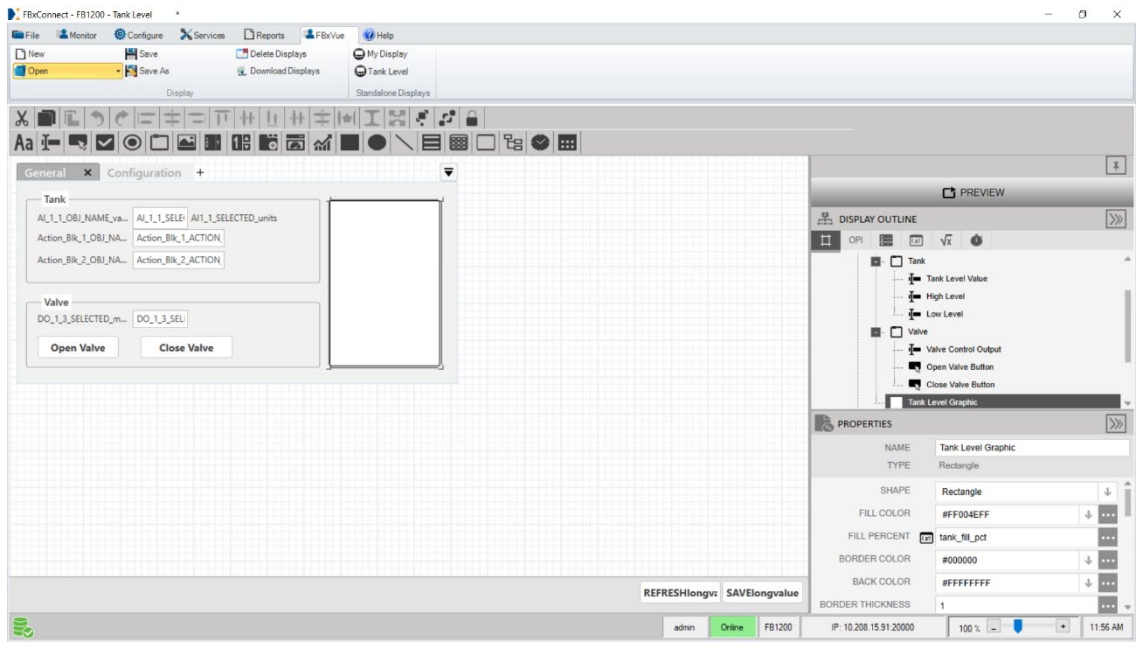 FBxConnect - FB1200 - Tank Level *
File Monitor Configure Services Reports FBxVue Help
New Save Delete Displays My Display
Open Save As Download Displays Tank Level
Display Standalone Displays
Aa
General x Configuration +
PREVIEW
DISPLAY OUTLINE
OPI
Tank
Tank Level Value
High Level
Low Level
Valve
Valve Control Output
Open Valve Button
Close Valve Button
Tank Level Graphic
Tank
AI_1_1_OBJ_NAME_va... AI_1_1_SELE( AI1_1_SELECTED_units
Action_Blk_1_OBJ_NA... Action_Blk_1_ACTION_
Action_Blk_2_OBJ_NA... Action_Blk_2_ACTION_
Valve
DO_1_3_SELECTED_m... DO_1_3_SEL
Open Valve Close Valve
PROPERTIES
NAME Tank Level Graphic
TYPE Rectangle
SHAPE Rectangle
FILL COLOR #FF004EFF
FILL PERCENT tank_fill_pct
BORDER COLOR #000000
BACK COLOR #FFFFFFFF
BORDER THICKNESS 1
REFRESHlongva SAVElongvalue
admin Online FB1200 IP: 10.208.15.91.20000 100 % - + 11:56 AM